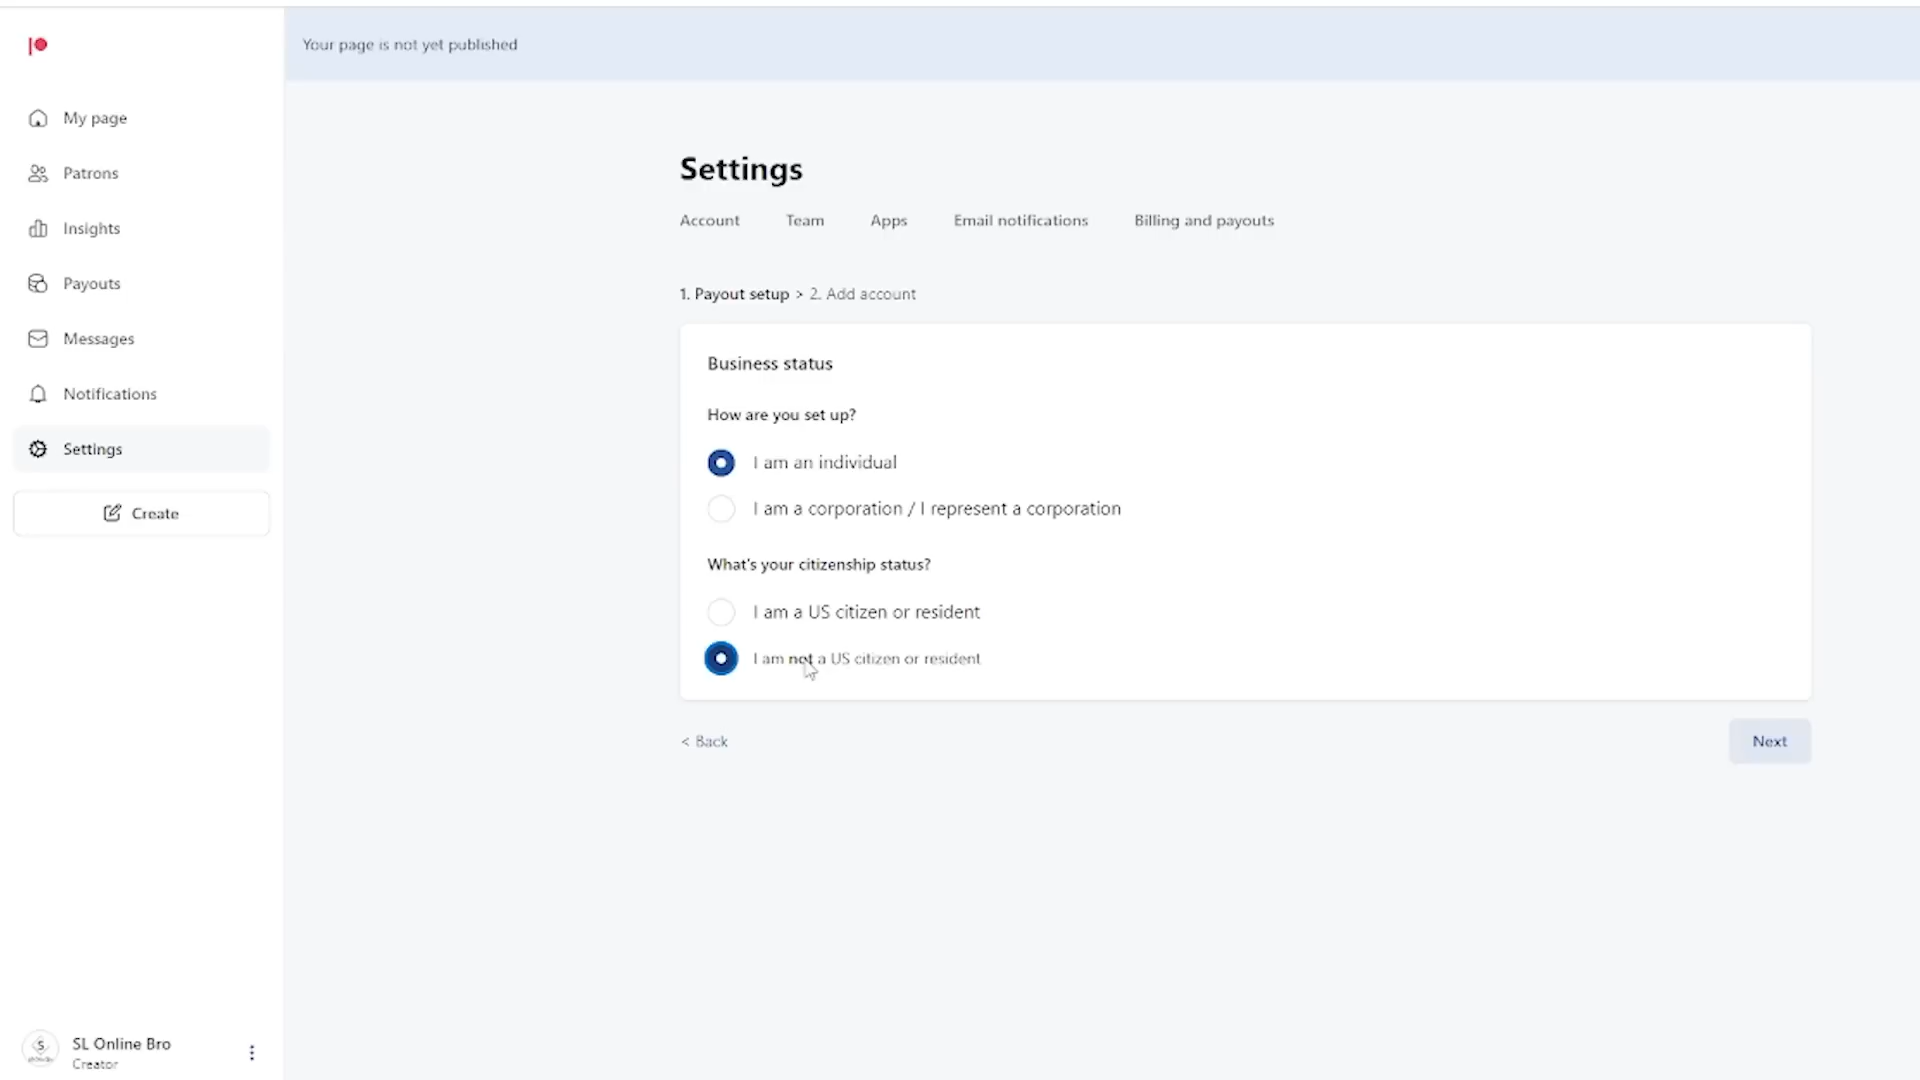 Your page is not yet published
My page
Patrons
Insights
Payouts
Messages
Notifications
Settings
Create
Settings
Account Team Apps Email notifications Billing and payouts
1. Payout setup > 2. Add account
Business status
How are you set up?
I am an individual
I am a corporation / I represent a corporation
What's your citizenship status?
I am a US citizen or resident
I am not a US citizen or resident
< Back
Next
S
SL Online Bro
Creator